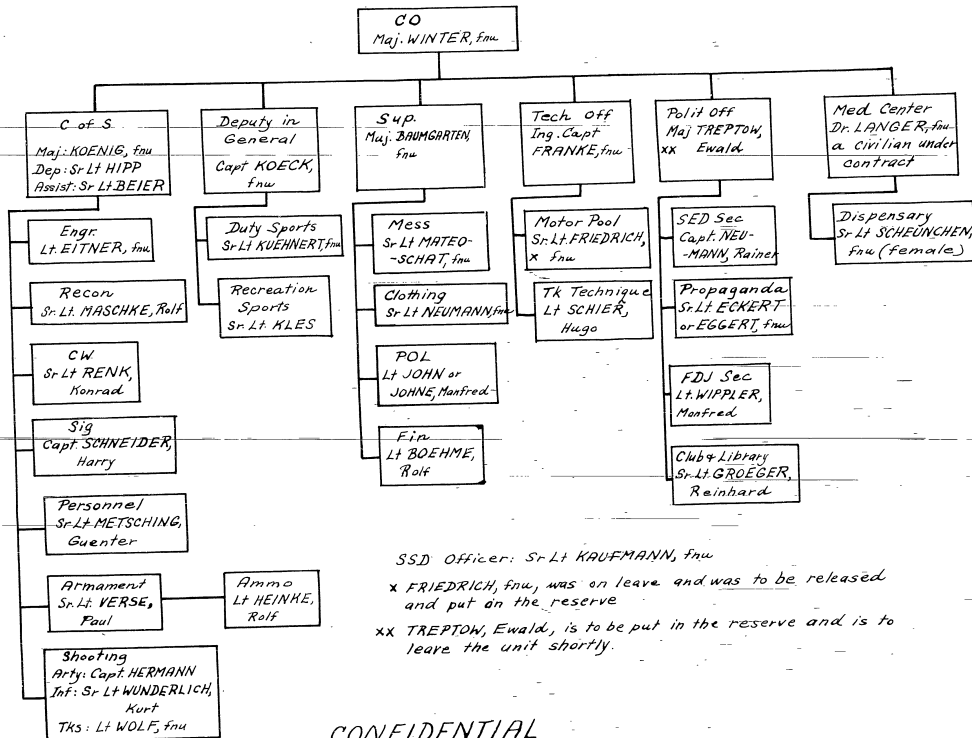 CO
Maj. WINTER, fnu
C of S
Maj: KOENIG, fnu
Dep: Sr Lt HIPP
Assist: Sr Lt BEIER
Deputy in
General
Capt KOECK,
fnu
Sup.
Maj. BAUMGARTEN,
fnu
Tech Off
Ing. Capt
FRANKE, fnu
Polit Off
Maj TREPTOW,
xx Ewald
Med Center
Dr. LANGER, fnu-
a civilian under
contract
Engr.
Lt. EITNER, fnu
Recon
Sr. Lt. MASCHKE, Rolf
CW
Sr Lt RENK,
Konrad
Sig
Capt. SCHNEIDER,
Harry
Personnel
Sr Lt METSCHING,
Guenter
Armament
Sr. Lt. VERSE,
Paul
Ammo
Lt HEINKE,
Rolf
Shooting
Arty: Capt. HERMANN
Inf: Sr Lt WUNDERLICH,
Kurt
Tks: Lt WOLF, fnu
Duty Sports
Sr Lt KUEHNERT, fnu
Recreation
Sports
Sr. Lt KLES
Mess
Sr Lt MATEO-
-SCHAT, fnu
Clothing
Sr Lt NEUMANN, fnu
POL
Lt JOHN or
JOHNE, Manfred
Fin
Lt BOEHME,
Rolf
Motor Pool
Sr. Lt. FRIEDRICH,
x fnu
Tk Technique
Lt SCHIER,
Hugo
SED Sec
Capt. NEU-
-MANN, Rainer
Propaganda
Sr. Lt. ECKERT
or EGGERT, fnu
FDJ Sec
Lt. WIPPLER,
Manfred
Club & Library
Sr. Lt GROEGER,
Reinhard
Dispensary
Sr Lt SCHEUNCHEN,
fnu (female)
SSD Officer: Sr Lt KAUFMANN, fnu
x FRIEDRICH, fnu, was on leave and was to be released
and put on the reserve
xx TREPTOW, Ewald, is to be put in the reserve and is to
leave the unit shortly.
CONFIDENTIAL